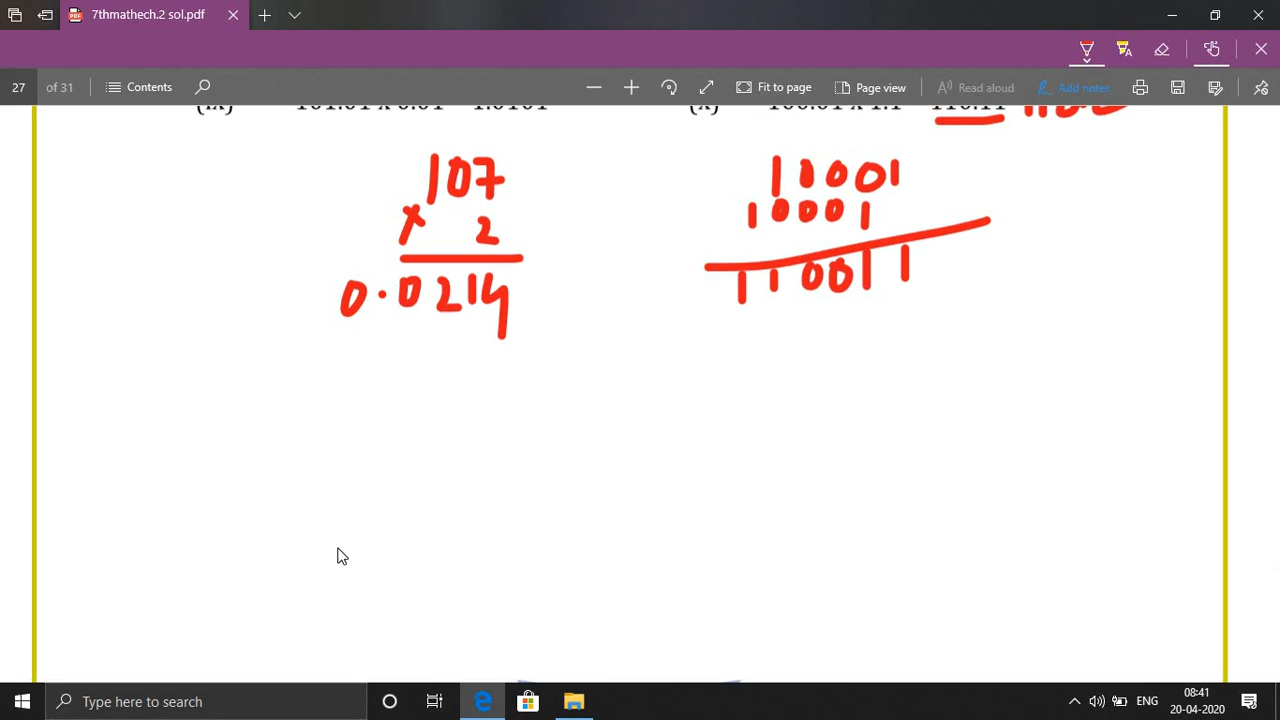 7thmathech.2 sol.pdf
27 of 31 Contents Fit to page Page view Read aloud Add notes
107
× 2
0.0214
10001
10001
110011
Type here to search
ENG
08:41
20-04-2020